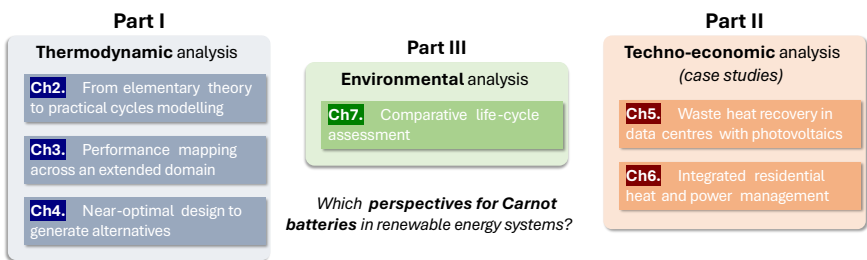 Part I
Thermodynamic analysis
Ch2. From elementary theory
to practical cycles modelling
Ch3. Performance mapping
across an extended domain
Ch4. Near-optimal design to
generate alternatives
Part III
Environmental analysis
Ch7. Comparative life-cycle
assessment
Which perspectives for Carnot
batteries in renewable energy systems?
Part II
Techno-economic analysis
(case studies)
Ch5. Waste heat recovery in
data centres with photovoltaics
Ch6. Integrated residential
heat and power management